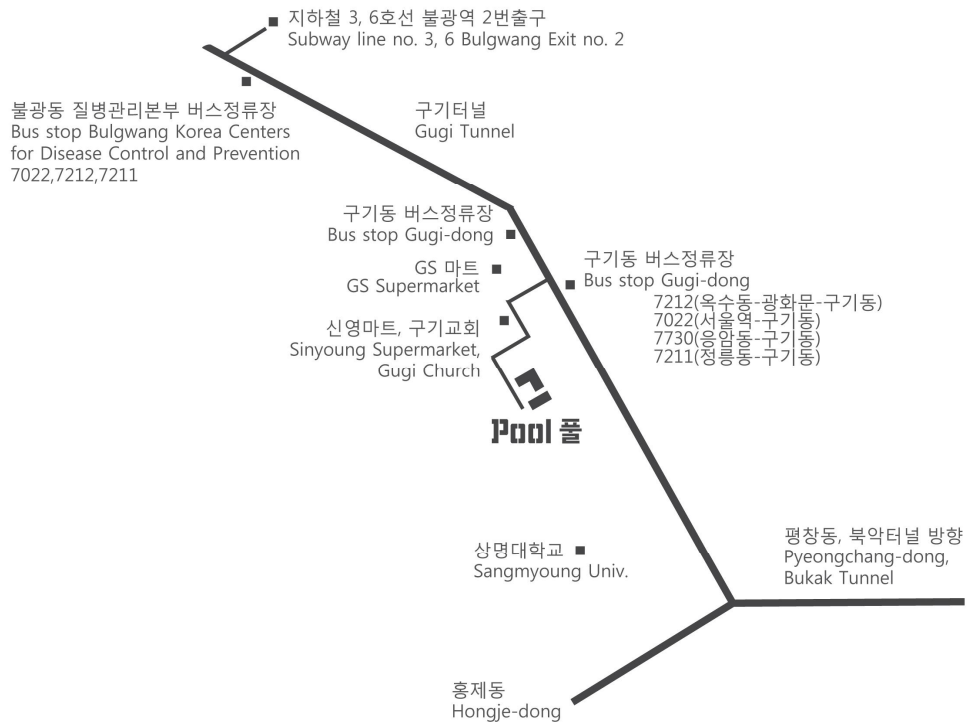 지하철 3, 6호선 불광역 2번출구
Subway line no. 3, 6 Bulgwang Exit no. 2
불광동 질병관리본부 버스정류장
Bus stop Bulgwang Korea Centers
for Disease Control and Prevention
7022,7212,7211
구기터널
Gugi Tunnel
구기동 버스정류장
Bus stop Gugi-dong
GS 마트
GS Supermarket
구기동 버스정류장
Bus stop Gugi-dong
7212(옥수동-광화문-구기동)
7022(서울역-구기동)
7730(응암동-구기동)
7211(정릉동-구기동)
신영마트, 구기교회
Sinyoung Supermarket,
Gugi Church
Pool 풀
상명대학교
Sangmyoung Univ.
평창동, 북악터널 방향
Pyeongchang-dong,
Bukak Tunnel
홍제동
Hongje-dong